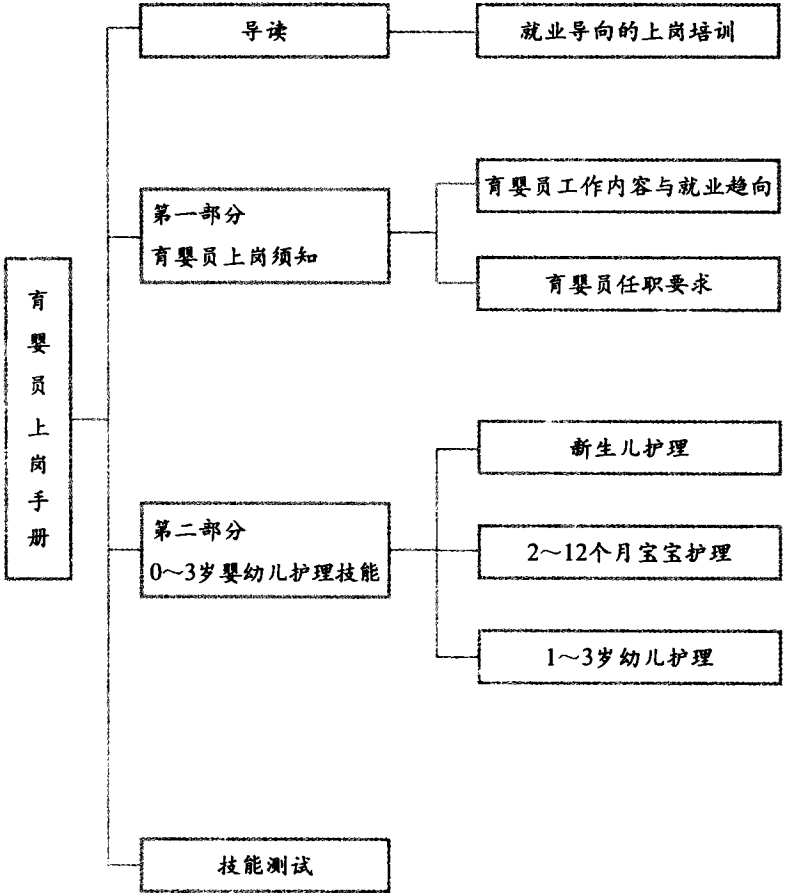 育婴员上岗手册
导读
就业导向的上岗培训
第一部分
育婴员上岗须知
育婴员工作内容与就业趋向
育婴员任职要求
第二部分
0～3岁婴幼儿护理技能
新生儿护理
2～12个月宝宝护理
1～3岁幼儿护理
技能测试